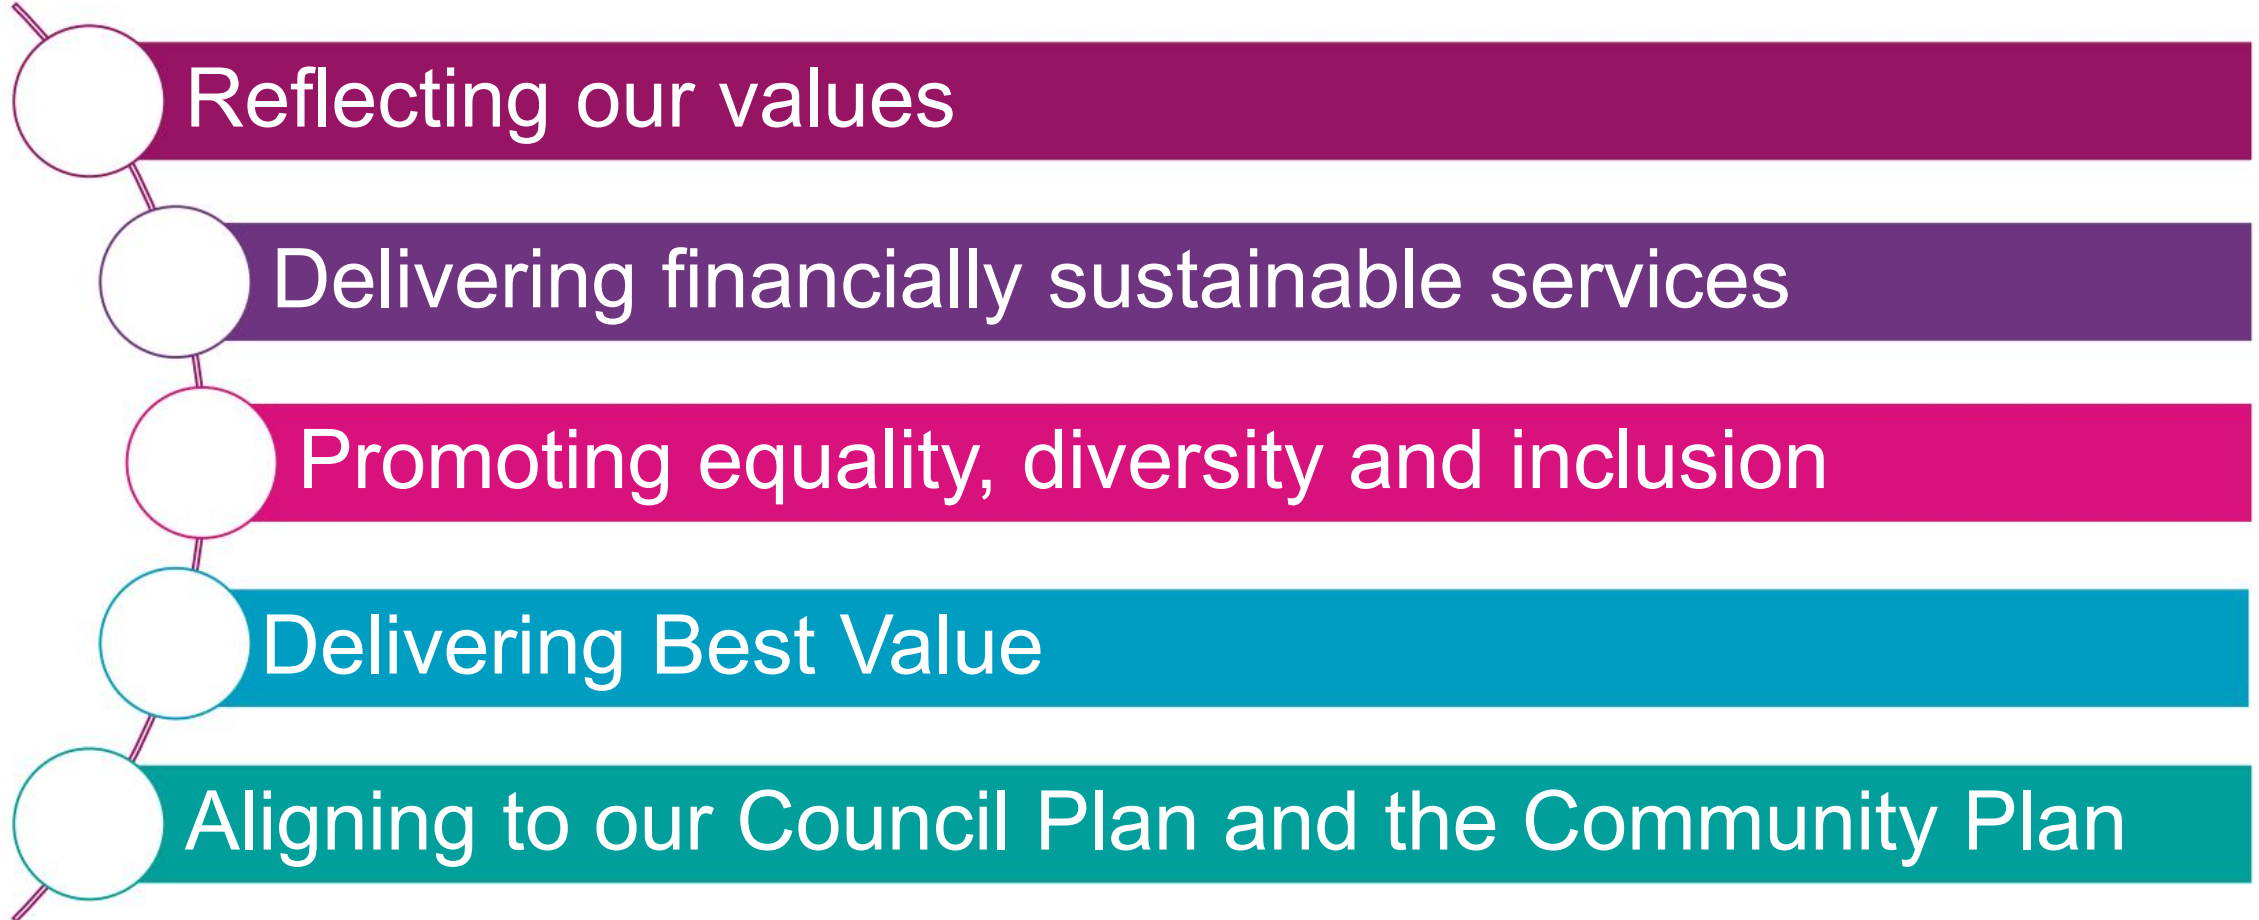 Reflecting our values
Delivering financially sustainable services
Promoting equality, diversity and inclusion
Delivering Best Value
Aligning to our Council Plan and the Community Plan